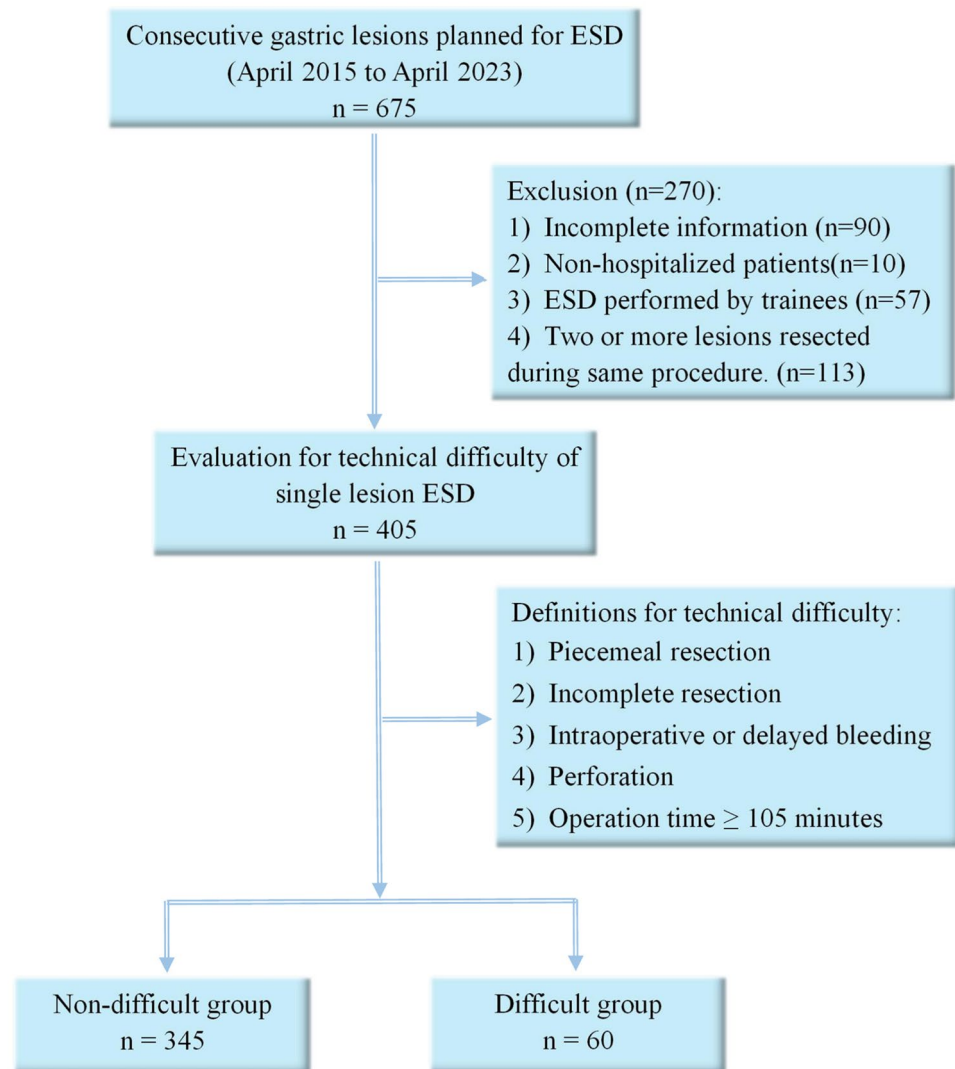 Consecutive gastric lesions planned for ESD
(April 2015 to April 2023)
n = 675
Exclusion (n=270):
1) Incomplete information (n=90)
2) Non-hospitalized patients(n=10)
3) ESD performed by trainees (n=57)
4) Two or more lesions resected
during same procedure. (n=113)
Evaluation for technical difficulty of
single lesion ESD
n = 405
Definitions for technical difficulty:
1) Piecemeal resection
2) Incomplete resection
3) Intraoperative or delayed bleeding
4) Perforation
5) Operation time ≥ 105 minutes
Non-difficult group
n = 345
Difficult group
n = 60